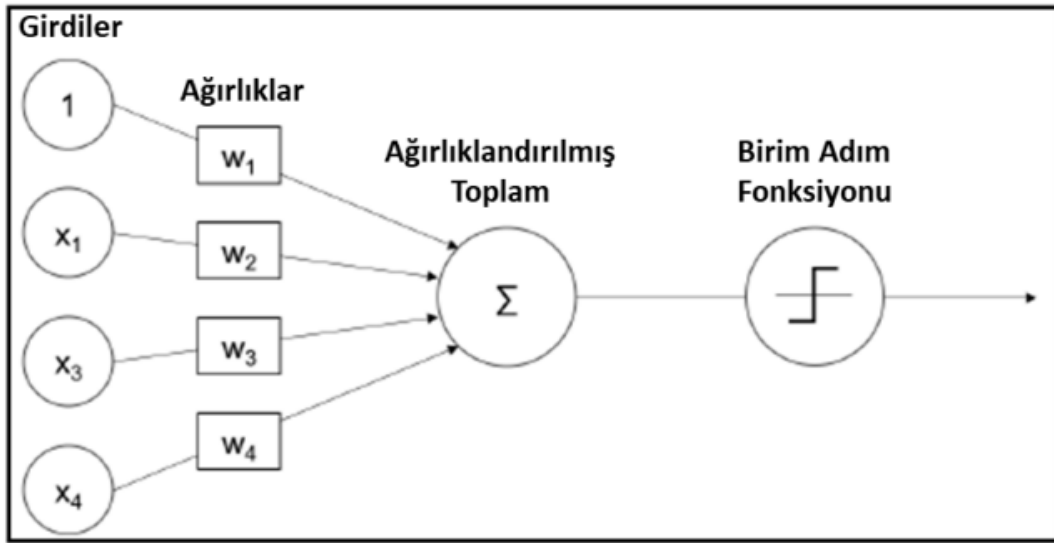 Girdiler
1
x₁
x₃
x₄
Ağırlıklar
w₁
w₂
w₃
w₄
Ağırlıklandırılmış
Toplam
Σ
Birim Adım
Fonksiyonu